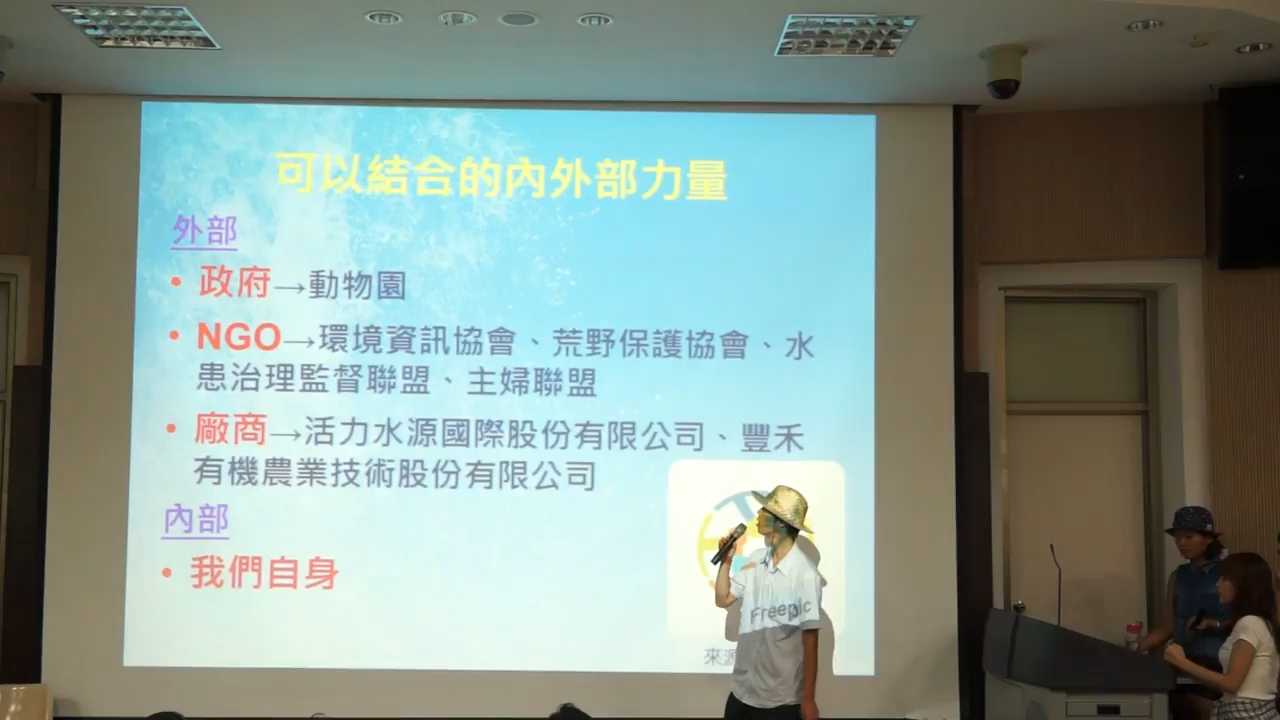 可以結合的內外部力量
外部
• 政府→動物園
• NGO→環境資訊協會、荒野保護協會、水
患治理監督聯盟、主婦聯盟
• 廠商→活力水源國際股份有限公司、豐禾
有機農業技術股份有限公司
內部
• 我們自身
Freepic
來源